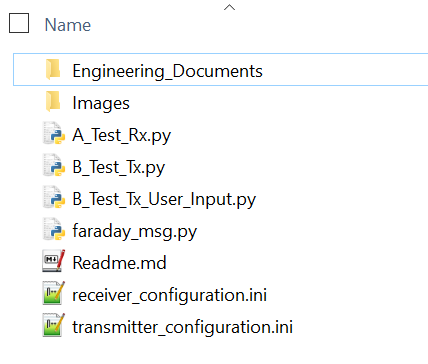 Name
Engineering_Documents
Images
A_Test_Rx.py
B_Test_Tx.py
B_Test_Tx_User_Input.py
faraday_msg.py
Readme.md
receiver_configuration.ini
transmitter_configuration.ini